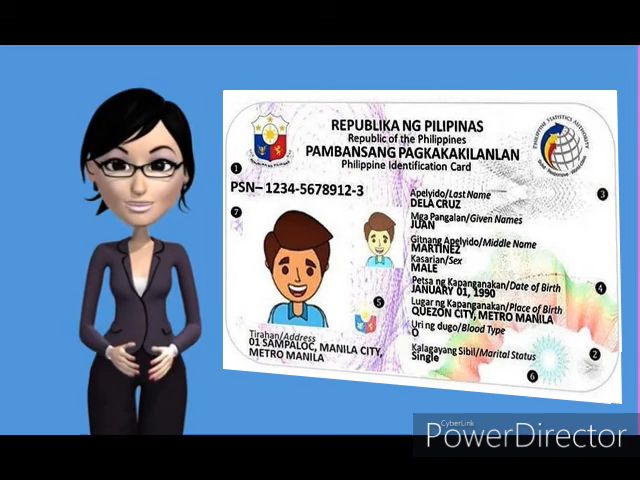 REPUBLIKA NG PILIPINAS
Republic of the Philippines
PAMBANSANG PAGKAKAKILANLAN
Philippine Identification Card
PHILIPPINE STATISTICS AUTHORITY
1
PSN– 1234-5678912-3
7
Apelyido/Last Name
DELA CRUZ
3
Mga Pangalan/Given Names
JUAN
Gitnang Apelyido/Middle Name
MARTINEZ
Kasarian/Sex
MALE
Petsa ng Kapanganakan/Date of Birth
JANUARY 01, 1990
4
Lugar ng Kapanganakan/Place of Birth
QUEZON CITY, METRO MANILA
5
Uri ng dugo/Blood Type
O
Kalagayang Sibil/Marital Status
Single
2
6
Tirahan/Address
01 SAMPALOC, MANILA CITY,
METRO MANILA
CyberLink
PowerDirector